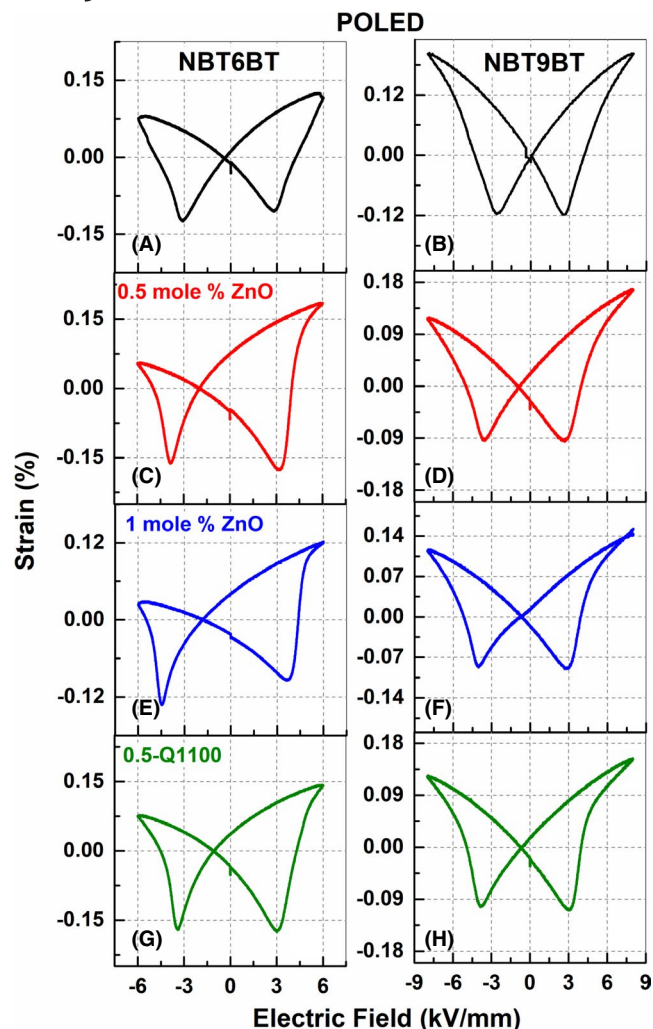 POLED
NBT6BT
NBT9BT
0.15
0.00
-0.15
(A)
0.12
0.00
-0.12
(B)
0.5 mole % ZnO
0.15
0.00
-0.15
(C)
0.18
0.09
0.00
-0.09
-0.18
(D)
1 mole % ZnO
0.12
0.00
-0.12
(E)
0.14
0.07
0.00
-0.07
-0.14
(F)
0.5-Q1100
0.15
0.00
-0.15
(G)
0.18
0.09
0.00
-0.09
-0.18
(H)
-6 -3 0 3 6
-9 -6 -3 0 3 6 9
Strain (%)
Electric Field (kV/mm)